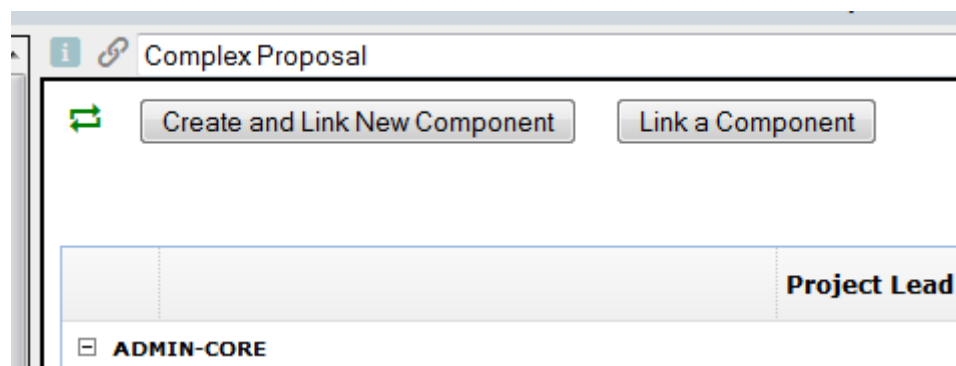 Complex Proposal
Create and Link New Component Link a Component
Project Lead
ADMIN-CORE